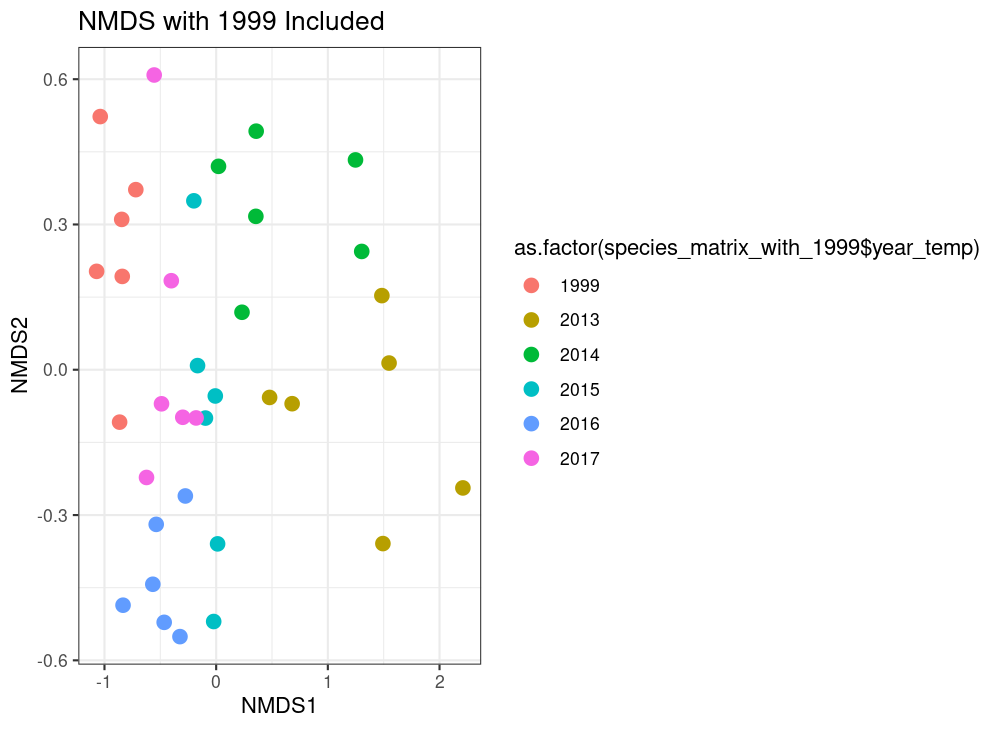 NMDS with 1999 Included
0.6
0.3
0.0
-0.3
-0.6
NMDS2
-1 0 1 2
NMDS1
as.factor(species_matrix_with_1999$year_temp)
1999
2013
2014
2015
2016
2017